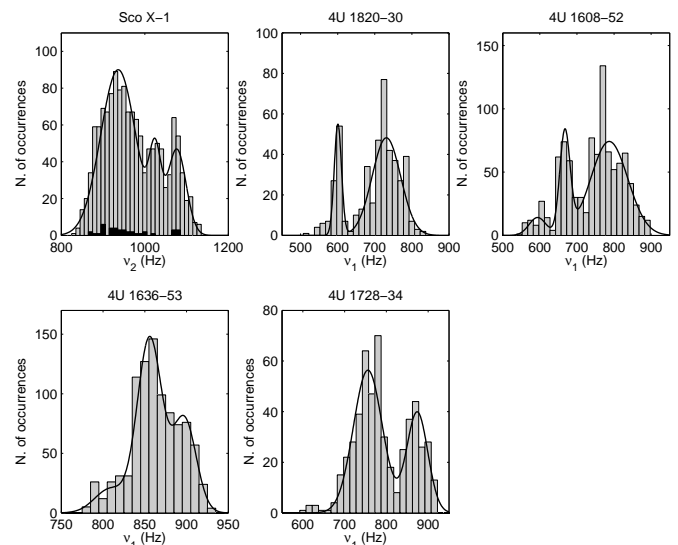 Sco X−1
4U 1820−30
4U 1608−52
N. of occurrences
100
80
60
40
20
0
800 1000 1200
ν2 (Hz)
N. of occurrences
100
80
60
40
20
0
500 600 700 800 900
ν1 (Hz)
N. of occurrences
150
100
50
0
500 600 700 800 900
ν1 (Hz)
4U 1636−53
4U 1728−34
N. of occurrences
150
100
50
0
750 800 850 900 950
ν1 (Hz)
N. of occurrences
80
60
40
20
0
600 700 800 900
ν1 (Hz)